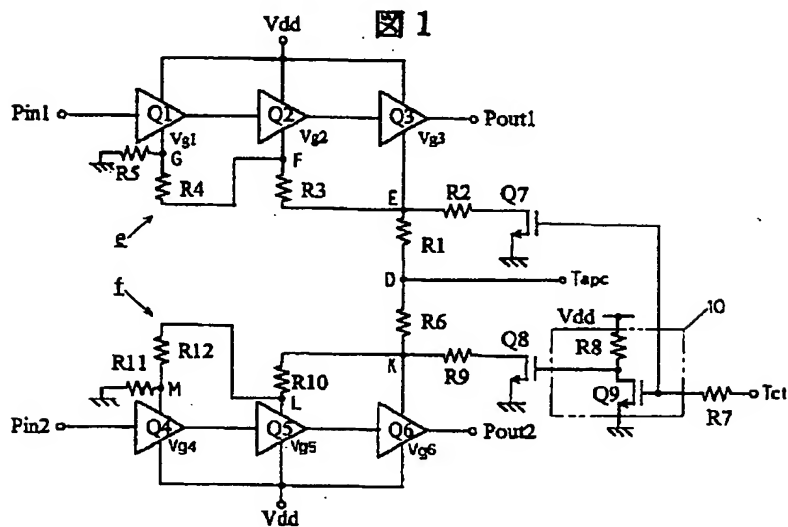 図1
Vdd
Pin1
Q1
Q2
Q3
Pout1
Vg1
Vg2
Vg3
G
F
R5
R4
R3
E
R2
Q7
R1
e
D
Tapc
f
R6
Vdd
10
R12
Q8
R8
R11
M
R10
K
R9
Q9
L
R7
Tct
Pin2
Q4
Q5
Q6
Pout2
Vg4
Vg5
Vg6
Vdd